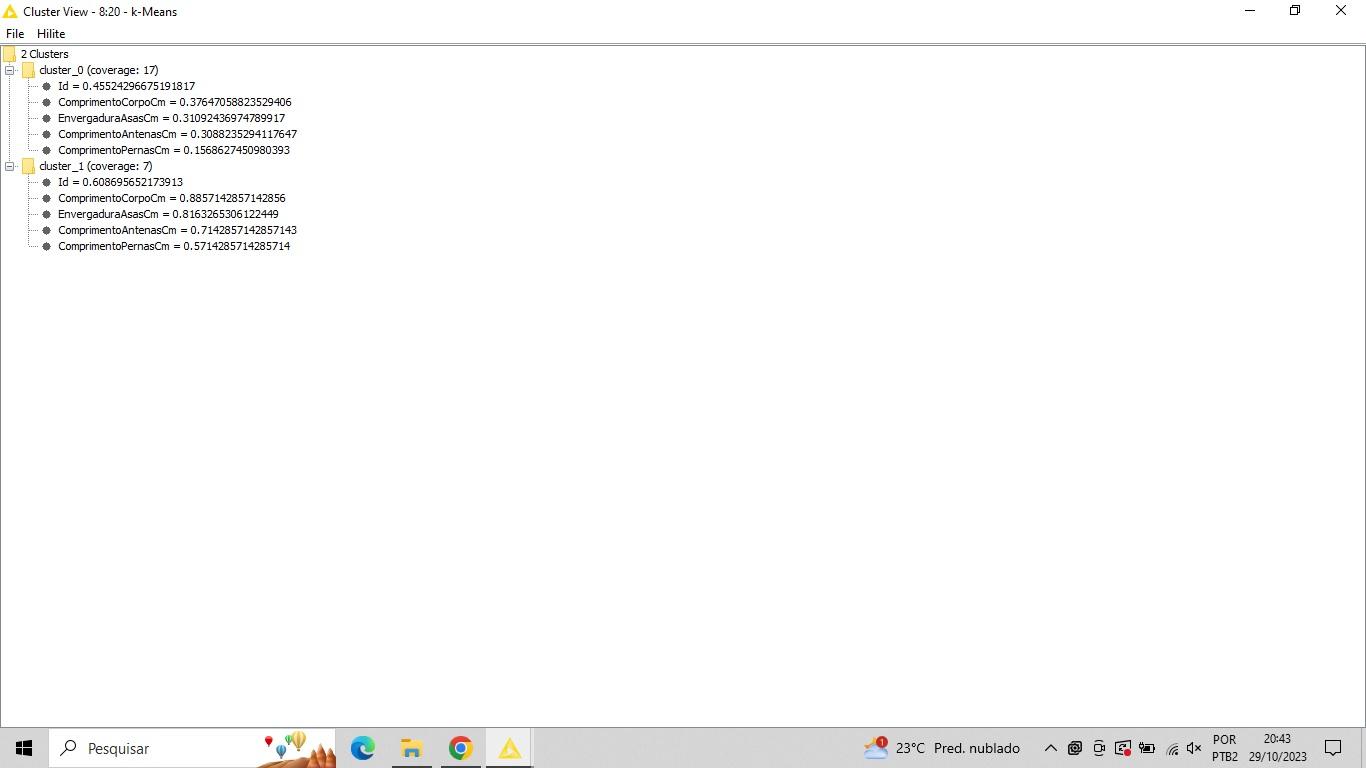 Cluster View - 8:20 - k-Means
File Hilite
2 Clusters
cluster_0 (coverage: 17)
Id = 0.45524296675191817
ComprimentoCorpoCm = 0.37647058823529406
EnvergaduraAsasCm = 0.31092436974789917
ComprimentoAntenasCm = 0.3088235294117647
ComprimentoPernasCm = 0.1568627450980393
cluster_1 (coverage: 7)
Id = 0.608695652173913
ComprimentoCorpoCm = 0.8857142857142856
EnvergaduraAsasCm = 0.8163265306122449
ComprimentoAntenasCm = 0.7142857142857143
ComprimentoPernasCm = 0.5714285714285714
Pesquisar
1
23°C Pred. nublado
POR
PTB2
20:43
29/10/2023